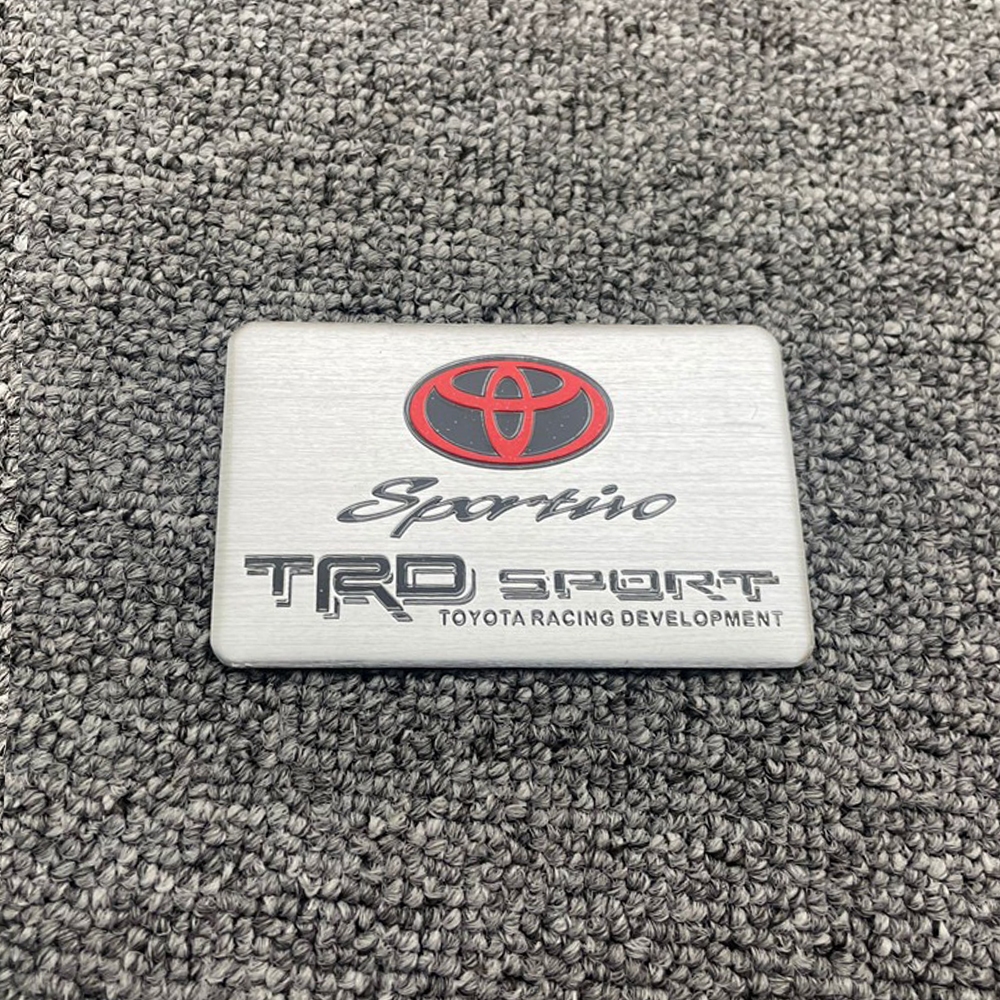 Sportivo
TRD SPORT
TOYOTA RACING DEVELOPMENT